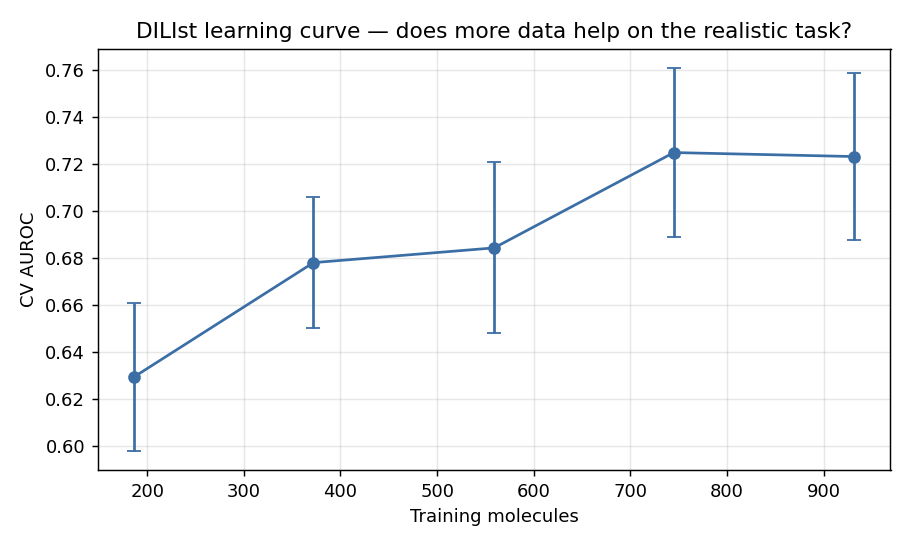 DILIst learning curve — does more data help on the realistic task?
0.76
0.74
0.72
0.70
0.68
0.66
0.64
0.62
0.60
CV AUROC
200 300 400 500 600 700 800 900
Training molecules